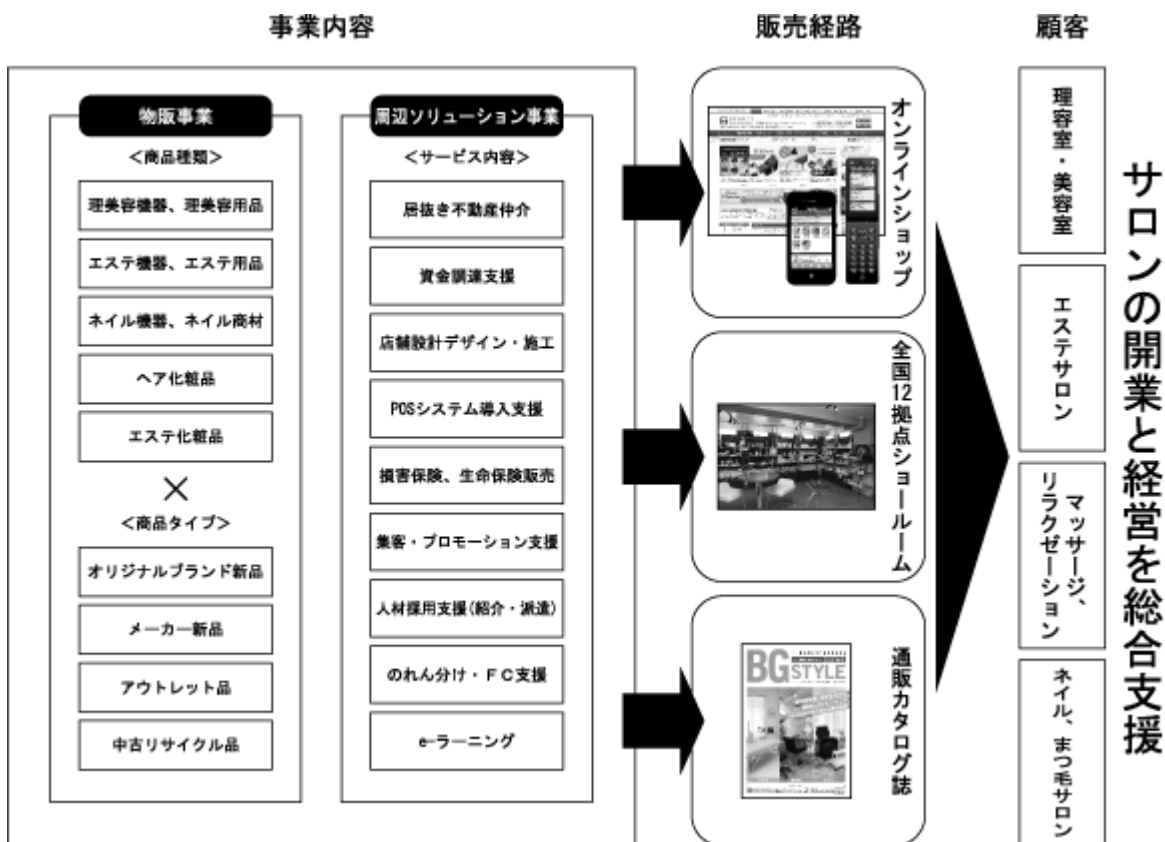 事業内容
販売経路
顧客
物販事業
<商品種類>
理美容機器、理美容用品
エステ機器、エステ用品
ネイル機器、ネイル商材
ヘア化粧品
エステ化粧品
×
<商品タイプ>
オリジナルブランド新品
メーカー新品
アウトレット品
中古リサイクル品
周辺ソリューション事業
<サービス内容>
居抜き不動産仲介
資金調達支援
店舗設計デザイン・施工
POSシステム導入支援
損害保険、生命保険販売
集客・プロモーション支援
人材採用支援(紹介・派遣)
のれん分け・FC支援
e-ラーニング
オンラインショップ
全国12拠点ショールーム
通販カタログ誌
BG
STYLE
理容室・美容室
エステサロン
マッサージ、
リラクゼーション
ネイル、まつ毛サロン
サロンの開業と経営を総合支援